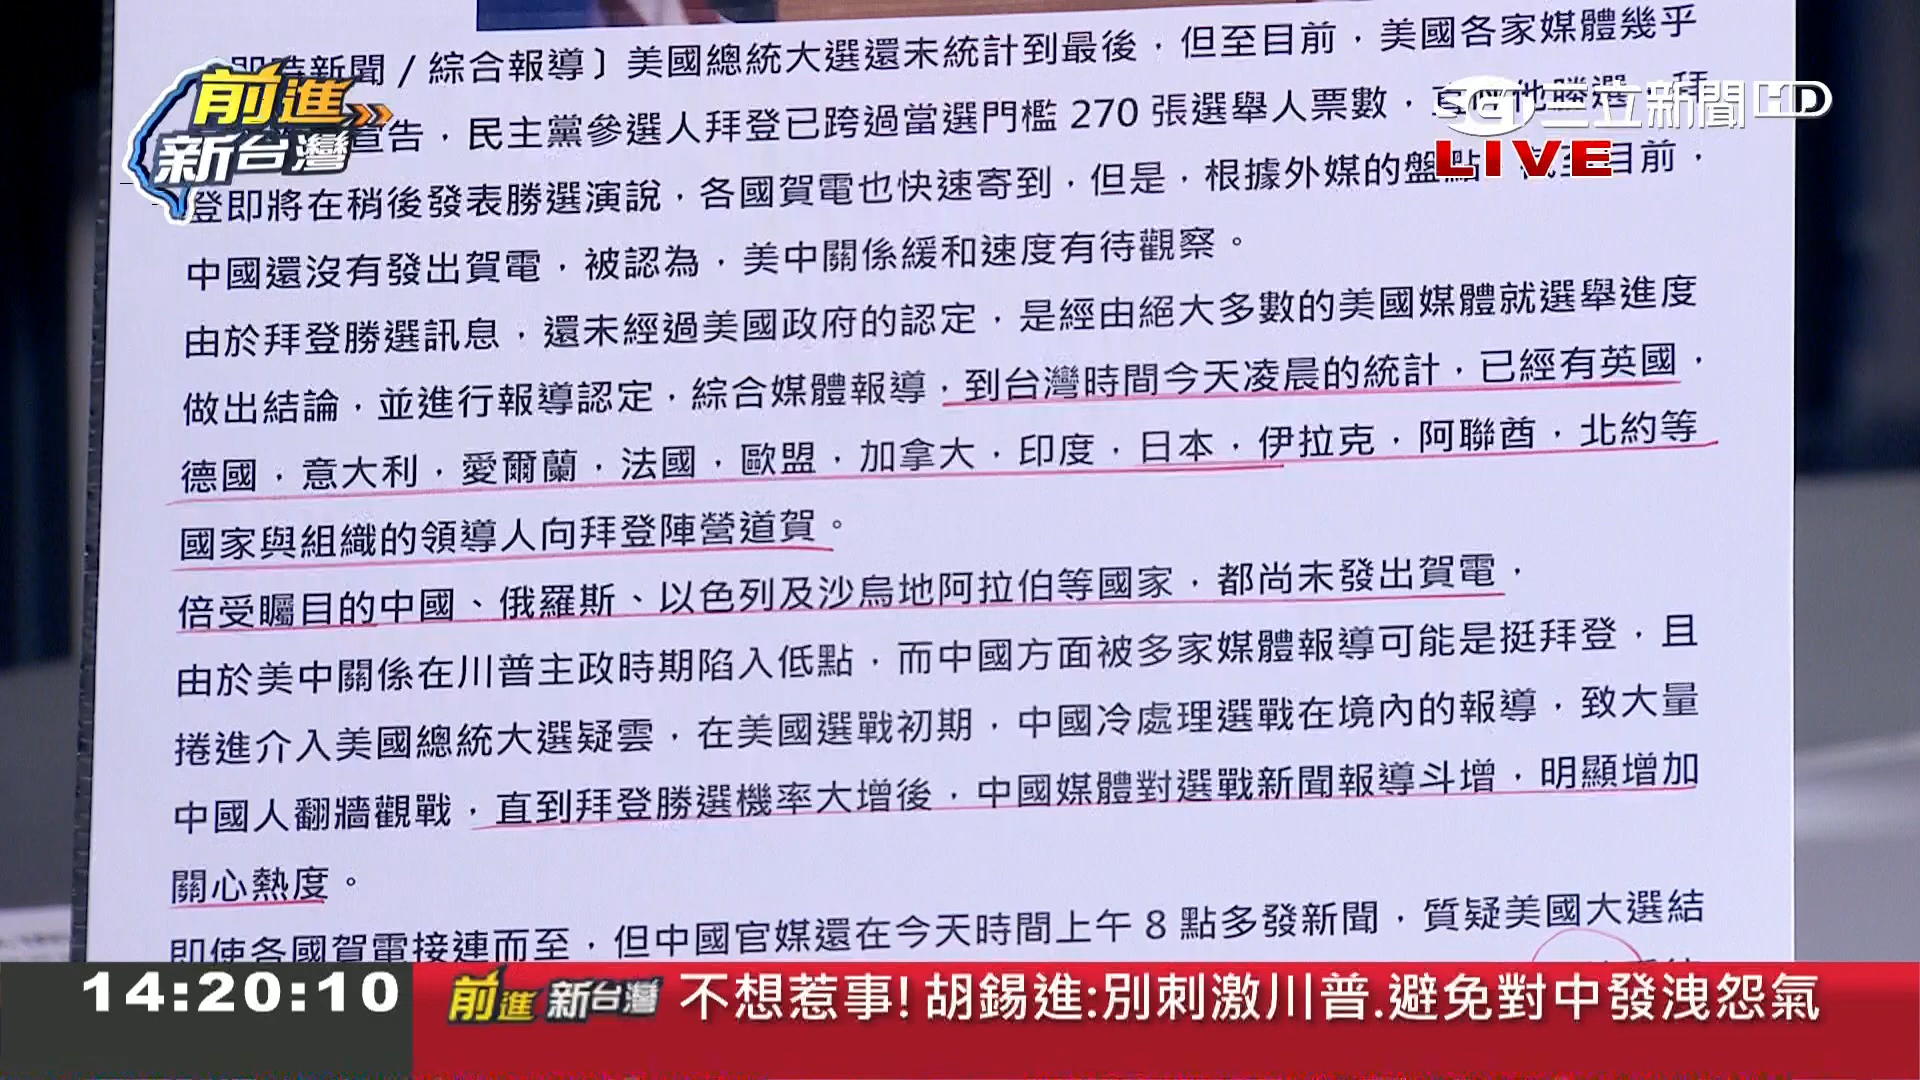 即時新聞 / 綜合報導〕美國總統大選還未統計到最後，但至目前，美國各家媒體幾乎
宣告，民主黨參選人拜登已跨過當選門檻 270 張選舉人票數，他勝選，拜
登即將在稍後發表勝選演說，各國賀電也快速寄到，但是，根據外媒的盤點，截至目前，
中國還沒有發出賀電，被認為，美中關係緩和速度有待觀察。
由於拜登勝選訊息，還未經過美國政府的認定，是經由絕大多數的美國媒體就選舉進度
做出結論，並進行報導認定，綜合媒體報導，到台灣時間今天凌晨的統計，已經有英國，
德國，意大利，愛爾蘭，法國，歐盟，加拿大，印度，日本，伊拉克，阿聯酋，北約等
國家與組織的領導人向拜登陣營道賀。
倍受矚目的中國、俄羅斯、以色列及沙烏地阿拉伯等國家，都尚未發出賀電，
由於美中關係在川普主政時期陷入低點，而中國方面被多家媒體報導可能是挺拜登，且
捲進介入美國總統大選疑雲，在美國選戰初期，中國冷處理選戰在境內的報導，致大量
中國人翻牆觀戰，直到拜登勝選機率大增後，中國媒體對選戰新聞報導斗增，明顯增加
關心熱度。
即使各國賀電接連而至，但中國官媒還在今天時間上午 8 點多發新聞，質疑美國大選結
前進
新台灣
三立新聞HD
LIVE
14:20:10
前進新台灣
不想惹事!胡錫進:別刺激川普.避免對中發洩怨氣